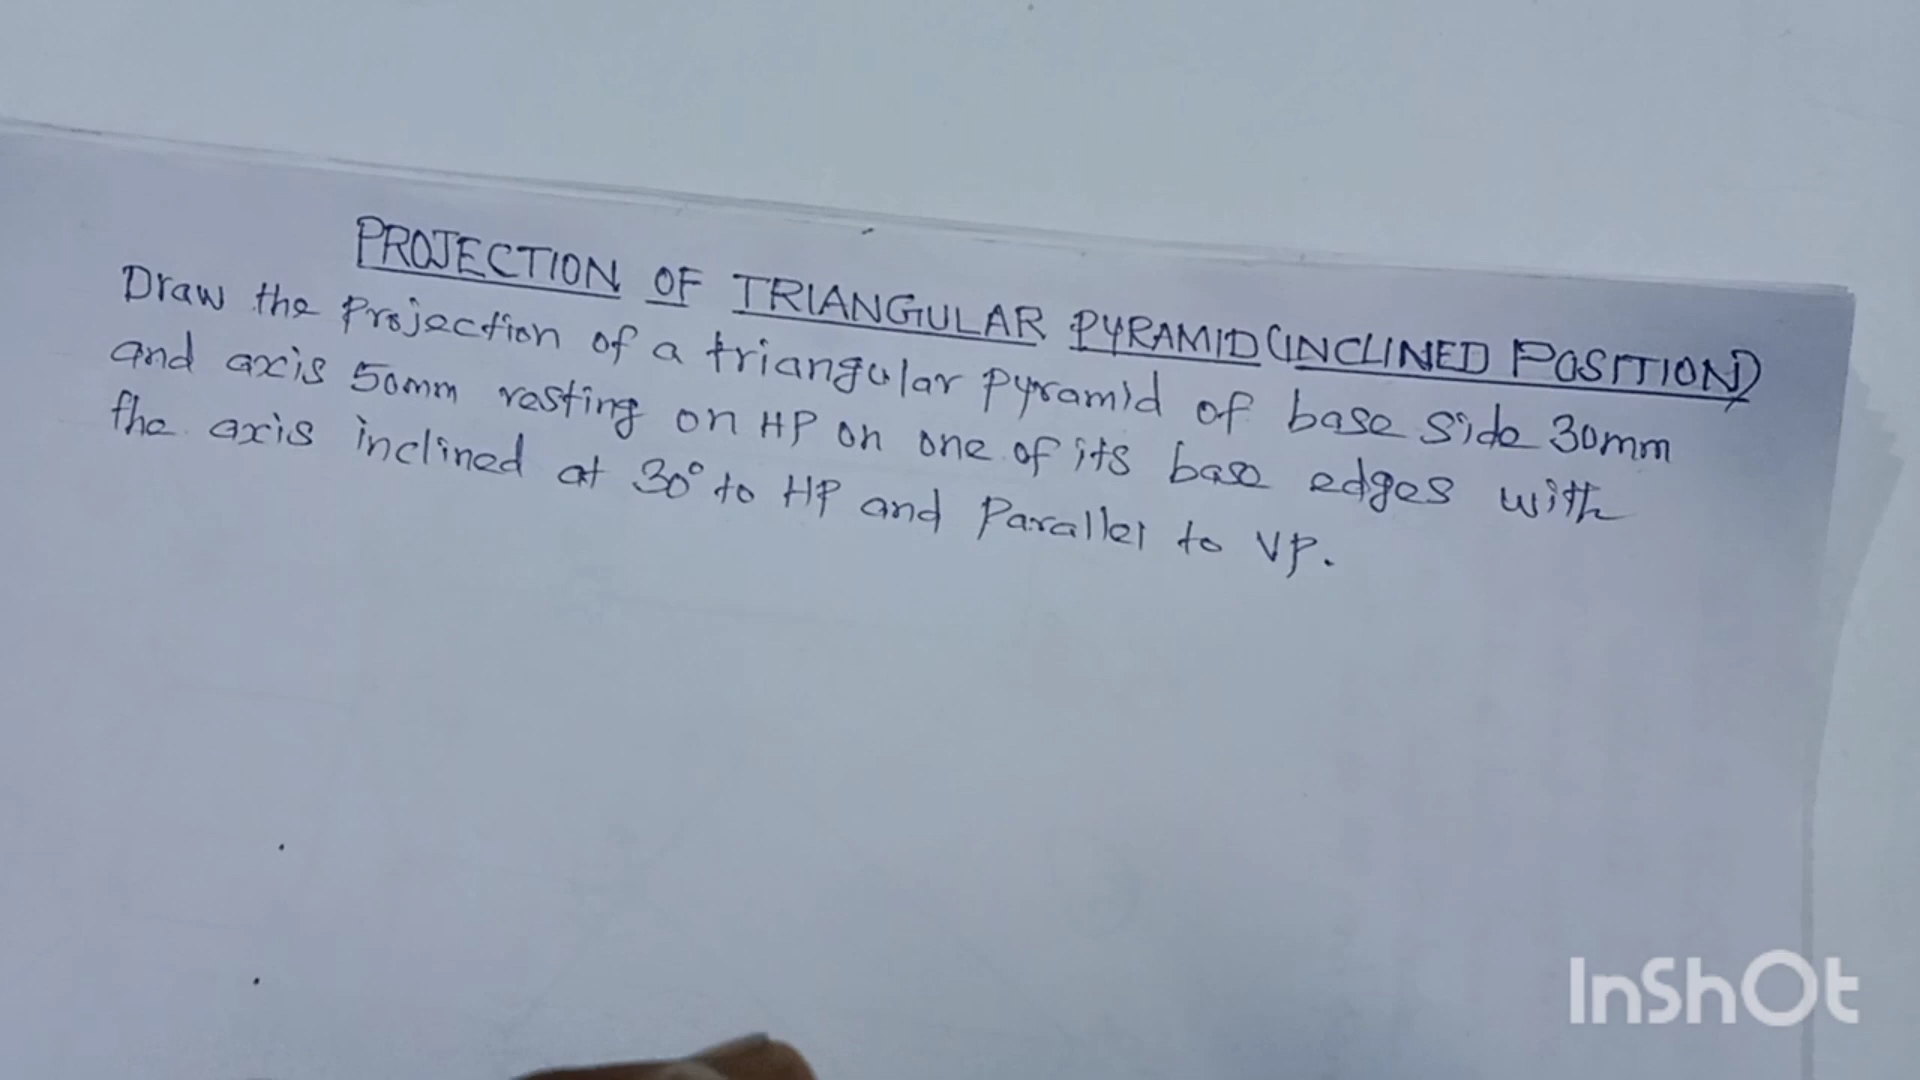 PROJECTION OF TRIANGULAR PYRAMID (INCLINED POSITION)
Draw the projection of a triangular pyramid of base side 30mm
and axis 50mm resting on HP on one of its base edges with
the axis inclined at 30° to HP and parallel to VP.
InShOt